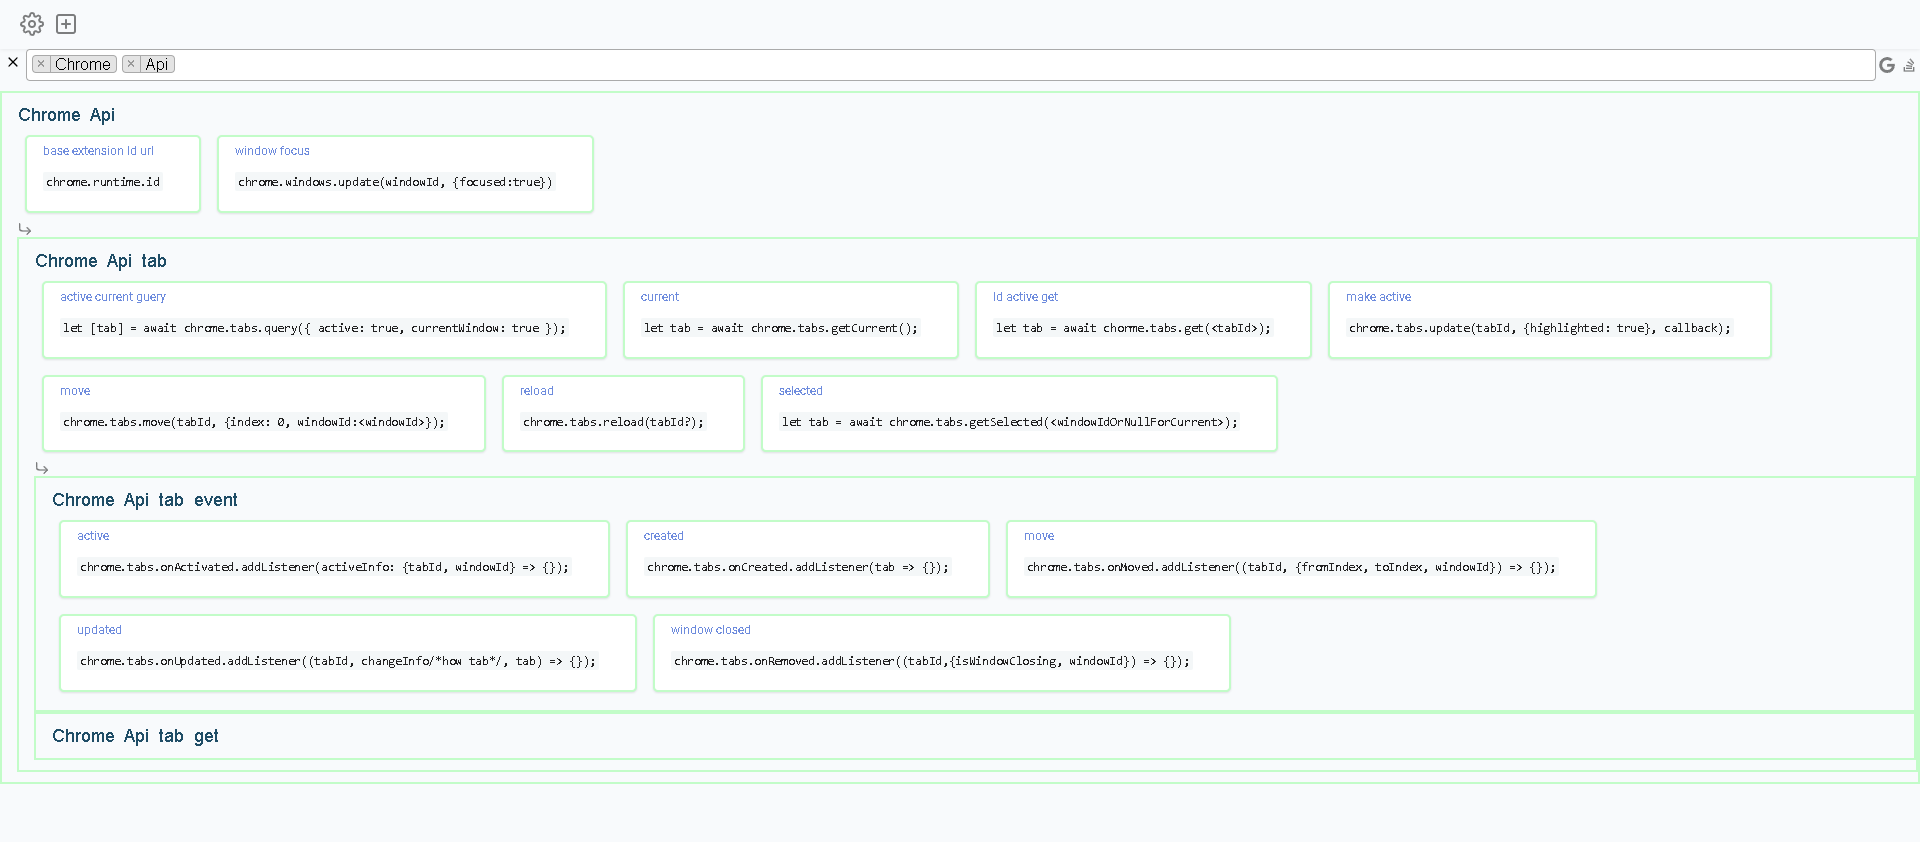 × Chrome × Api
Chrome Api
base extension Id url
chrome.runtime.id
window focus
chrome.windows.update(windowId, {focused:true})
Chrome Api tab
active current guery
let [tab] = await chrome.tabs.query({ active: true, currentWindow: true });
current
let tab = await chrome.tabs.getCurrent();
Id active get
let tab = await chorme.tabs.get(<tabId>);
make active
chrome.tabs.update(tabId, {highlighted: true}, callback);
move
chrome.tabs.move(tabId, {index: 0, windowId:<windowId>});
reload
chrome.tabs.reload(tabId?);
selected
let tab = await chrome.tabs.getSelected(<windowIdOrNullForCurrent>);
Chrome Api tab event
active
chrome.tabs.onActivated.addListener(activeInfo: {tabId, windowId} => {});
created
chrome.tabs.onCreated.addListener(tab => {});
move
chrome.tabs.onMoved.addListener((tabId, {fromIndex, toIndex, windowId}) => {});
updated
chrome.tabs.onUpdated.addListener((tabId, changeInfo/*how tab*/, tab) => {});
window closed
chrome.tabs.onRemoved.addListener((tabId,{isWindowClosing, windowId}) => {});
Chrome Api tab get